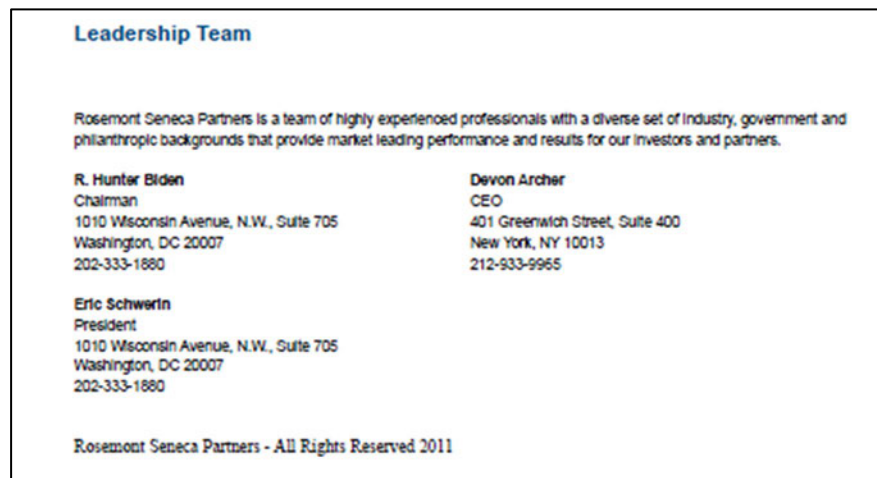 Leadership Team
Rosemont Seneca Partners is a team of highly experienced professionals with a diverse set of industry, government and
philanthropic backgrounds that provide market leading performance and results for our investors and partners.
R. Hunter Biden
Chairman
1010 Wisconsin Avenue, N.W., Suite 705
Washington, DC 20007
202-333-1880
Devon Archer
CEO
401 Greenwich Street, Suite 400
New York, NY 10013
212-933-9965
Eric Schwerin
President
1010 Wisconsin Avenue, N.W., Suite 705
Washington, DC 20007
202-333-1880
Rosemont Seneca Partners - All Rights Reserved 2011